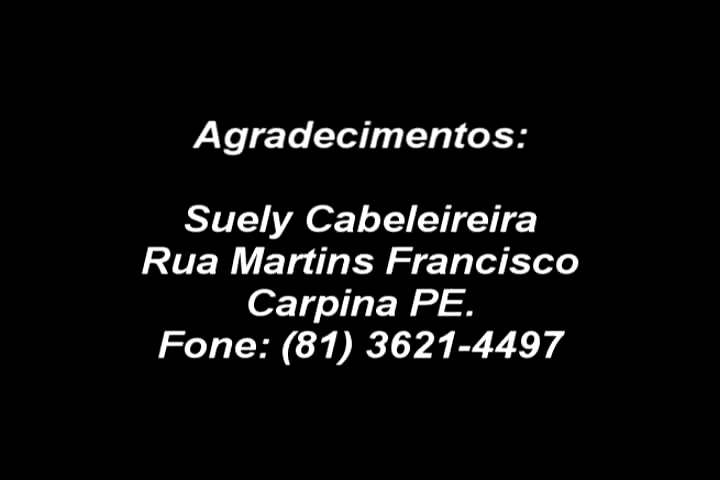 Agradecimentos:
Suely Cabeleireira
Rua Martins Francisco
Carpina PE.
Fone: (81) 3621-4497